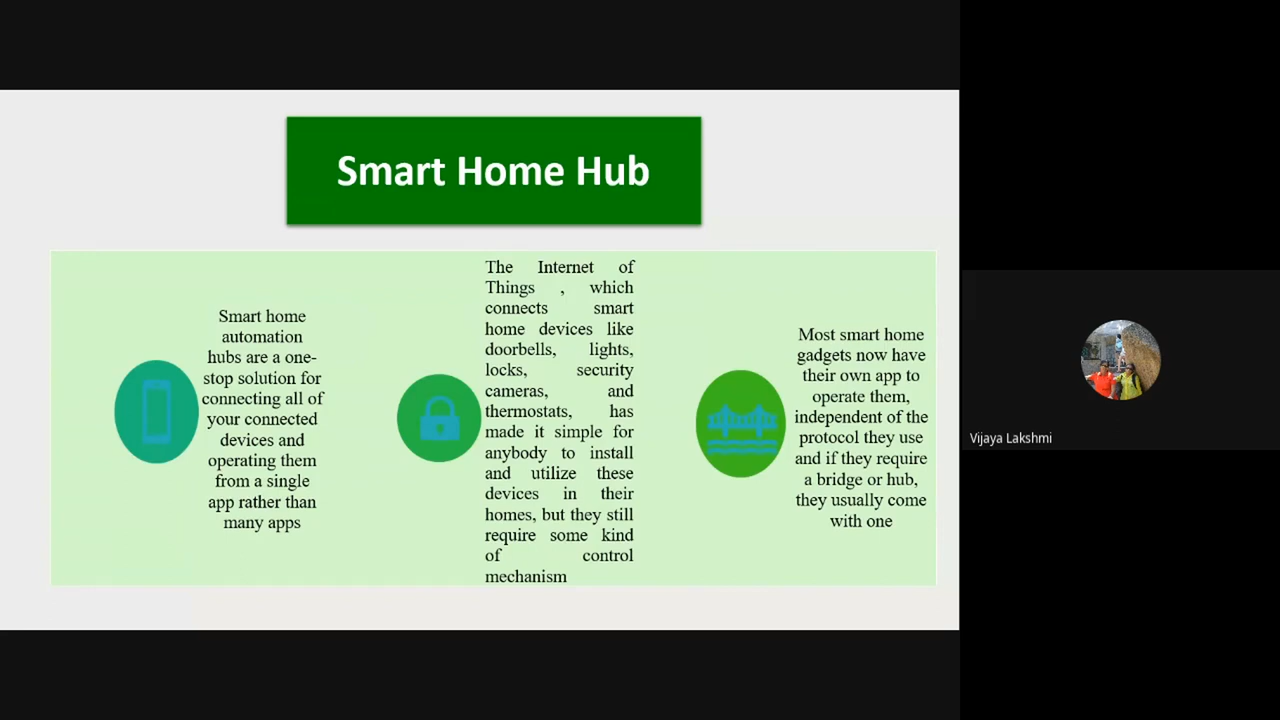 Smart Home Hub
Smart home
automation
hubs are a one-
stop solution for
connecting all of
your connected
devices and
operating them
from a single
app rather than
many apps
The Internet of
Things , which
connects smart
home devices like
doorbells, lights,
locks, security
cameras, and
thermostats, has
made it simple for
anybody to install
and utilize these
devices in their
homes, but they still
require some kind
of control
mechanism
Most smart home
gadgets now have
their own app to
operate them,
independent of the
protocol they use
and if they require
a bridge or hub,
they usually come
with one
Vijaya Lakshmi